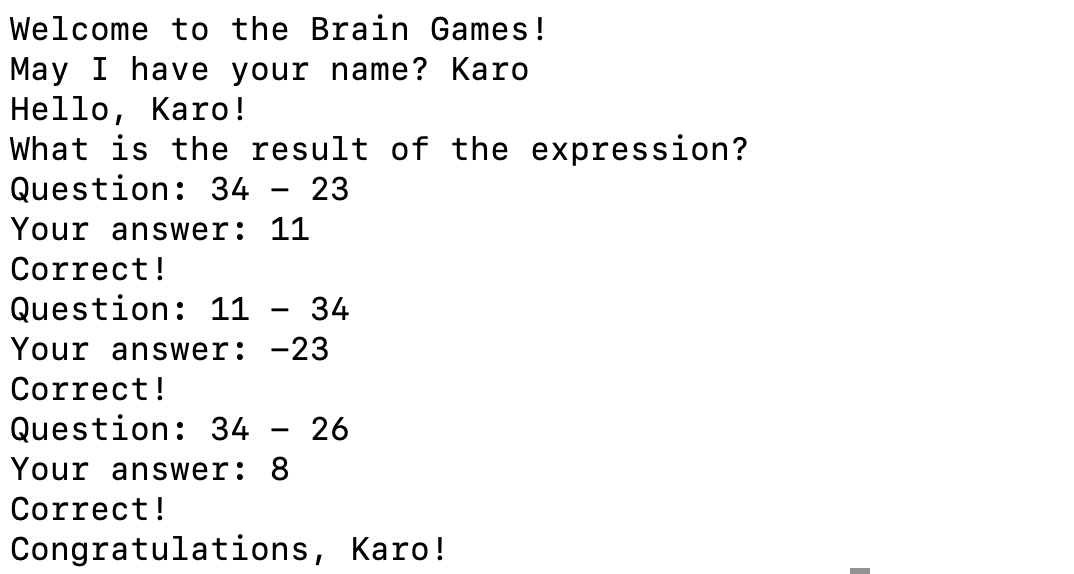 Welcome to the Brain Games!
May I have your name? Karo
Hello, Karo!
What is the result of the expression?
Question: 34 - 23
Your answer: 11
Correct!
Question: 11 - 34
Your answer: -23
Correct!
Question: 34 - 26
Your answer: 8
Correct!
Congratulations, Karo!